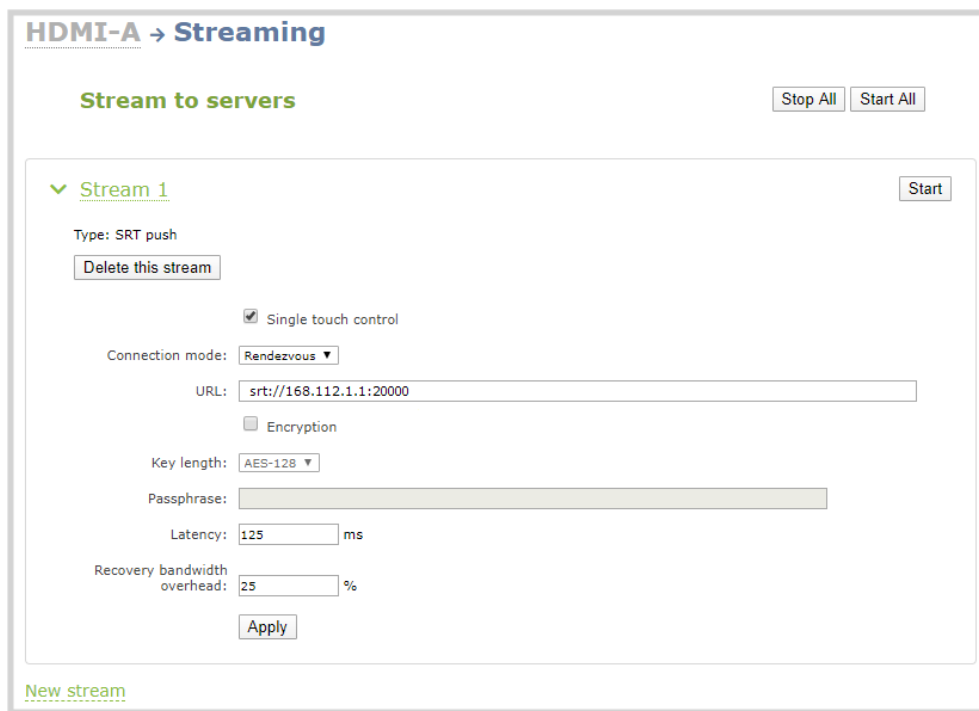 HDMI-A → Streaming
Stream to servers
Stop All Start All
Stream 1
Start
Type: SRT push
Delete this stream
Single touch control
Connection mode: Rendezvous
URL: srt://168.112.1.1:20000
Encryption
Key length: AES-128
Passphrase:
Latency: 125 ms
Recovery bandwidth
overhead: 25 %
Apply
New stream